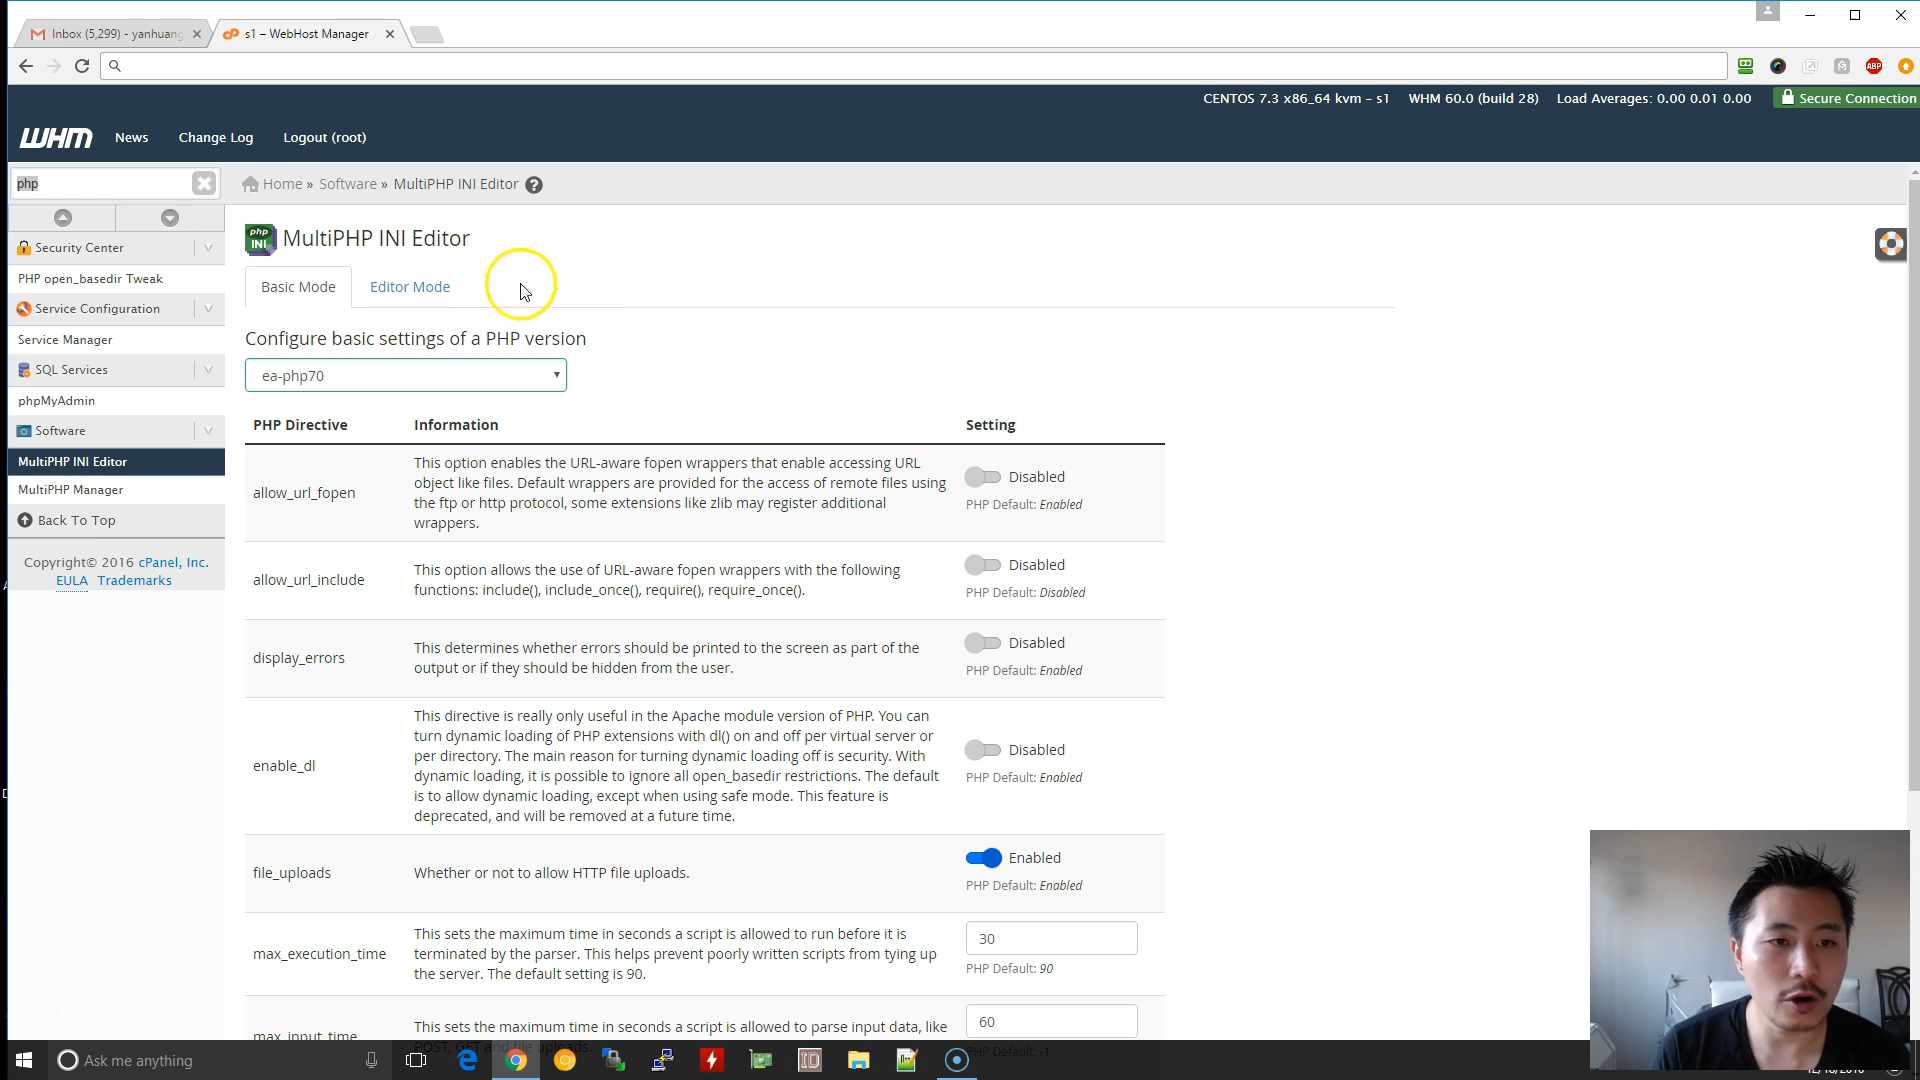 Inbox (5,299) - yanhuang
s1 – WebHost Manager
ABP
CENTOS 7.3 x86_64 kvm – s1 WHM 60.0 (build 28) Load Averages: 0.00 0.01 0.00 Secure Connection
WHM News Change Log Logout (root)
php
Home » Software » MultiPHP INI Editor ?
Security Center
PHP open_basedir Tweak
Service Configuration
Service Manager
SQL Services
phpMyAdmin
Software
MultiPHP INI Editor
MultiPHP Manager
Back To Top
Copyright© 2016 cPanel, Inc.
EULA Trademarks
php INI
MultiPHP INI Editor
Basic Mode Editor Mode
Configure basic settings of a PHP version
ea-php70
PHP Directive Information Setting
allow_url_fopen
This option enables the URL-aware fopen wrappers that enable accessing URL
object like files. Default wrappers are provided for the access of remote files using
the ftp or http protocol, some extensions like zlib may register additional
wrappers.
Disabled
PHP Default: Enabled
allow_url_include
This option allows the use of URL-aware fopen wrappers with the following
functions: include(), include_once(), require(), require_once().
Disabled
PHP Default: Disabled
display_errors
This determines whether errors should be printed to the screen as part of the
output or if they should be hidden from the user.
Disabled
PHP Default: Enabled
enable_dl
This directive is really only useful in the Apache module version of PHP. You can
turn dynamic loading of PHP extensions with dl() on and off per virtual server or
per directory. The main reason for turning dynamic loading off is security. With
dynamic loading, it is possible to ignore all open_basedir restrictions. The default
is to allow dynamic loading, except when using safe mode. This feature is
deprecated, and will be removed at a future time.
Disabled
PHP Default: Enabled
file_uploads
Whether or not to allow HTTP file uploads.
Enabled
PHP Default: Enabled
max_execution_time
This sets the maximum time in seconds a script is allowed to run before it is
terminated by the parser. This helps prevent poorly written scripts from tying up
the server. The default setting is 90.
30
PHP Default: 90
max_input_time
This sets the maximum time in seconds a script is allowed to parse input data, like
POST, GET and file uploads.
60
PHP Default: -1
Ask me anything